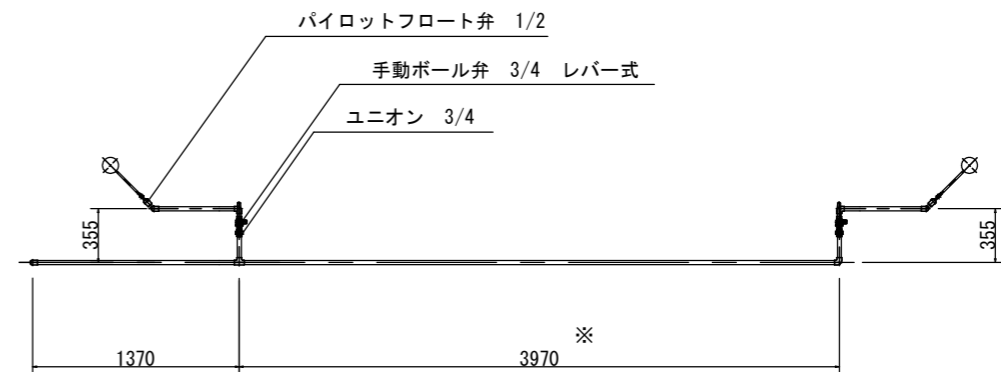 パイロットフロート弁　1/2
手動ボール弁　3/4　レバー式
ユニオン　3/4
355
355
※
1370
3970